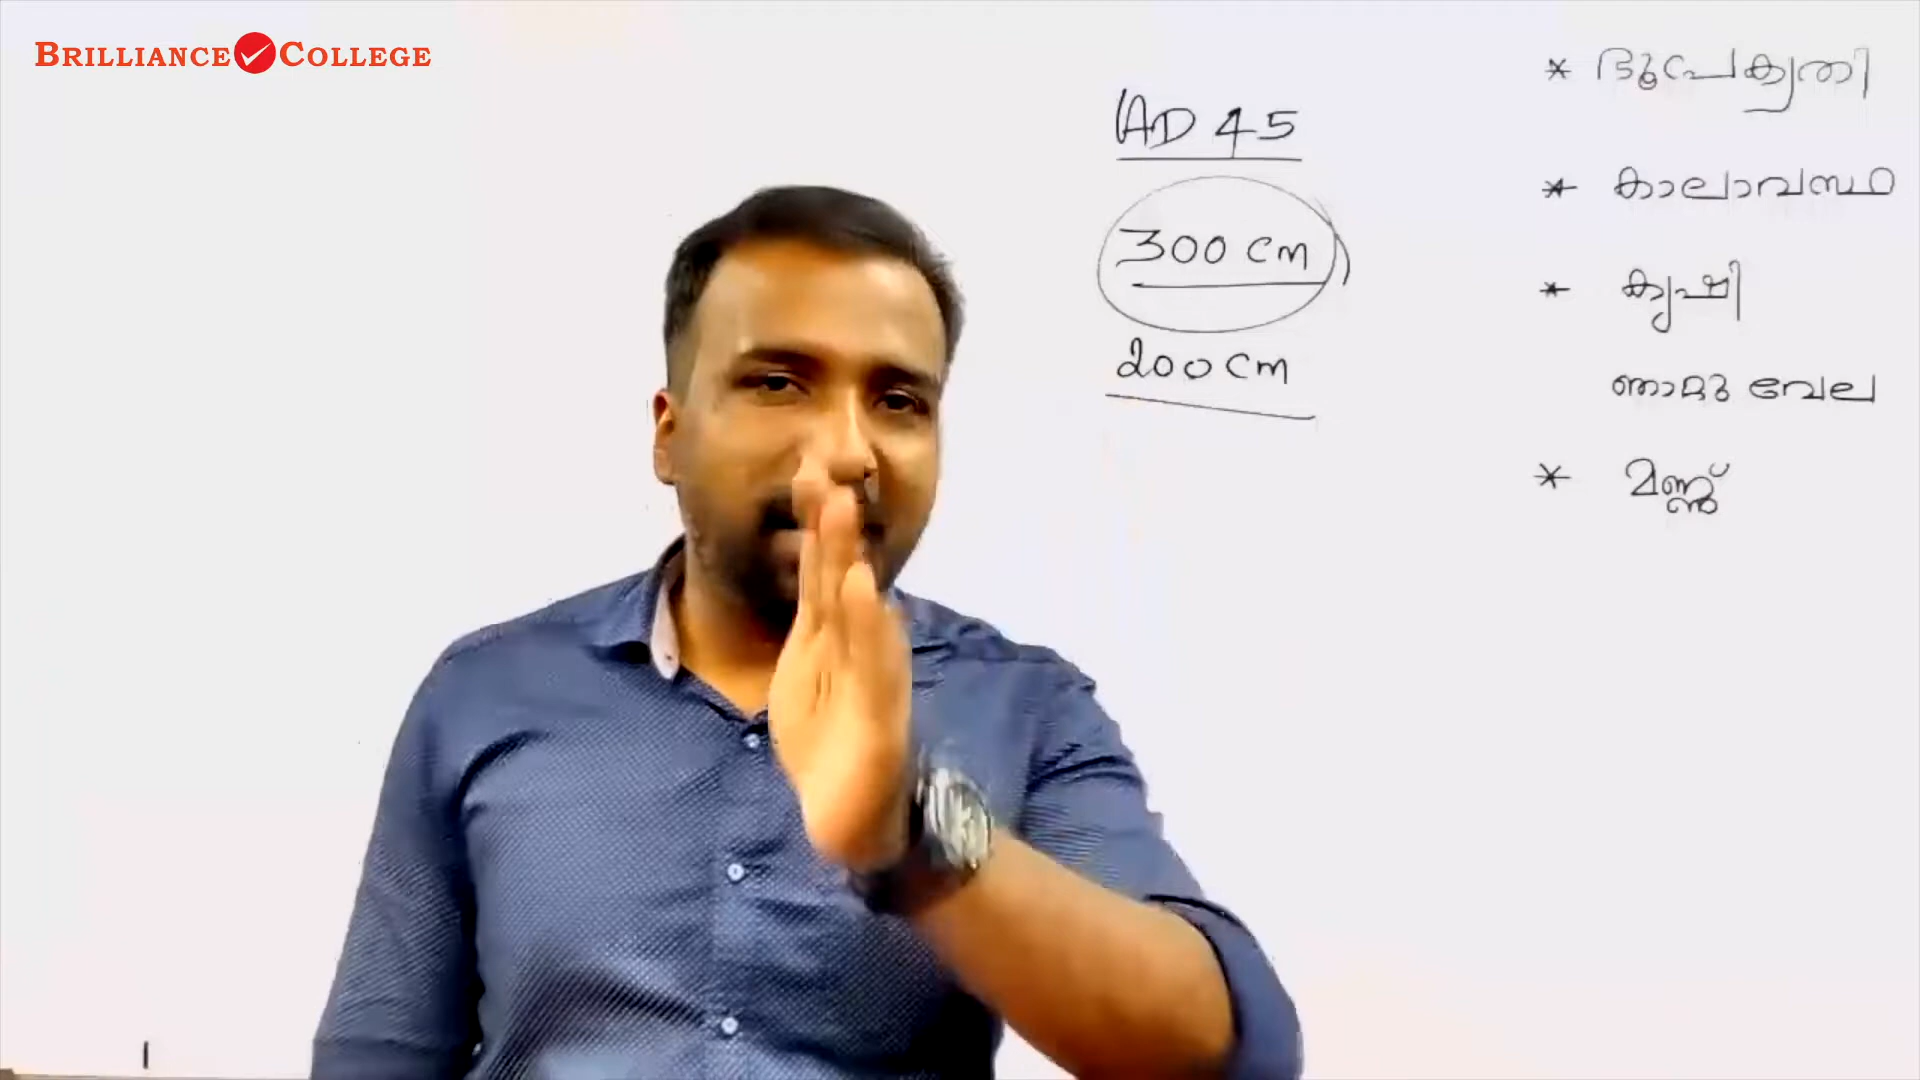 BRILLIANCE COLLEGE
AD 45
300 cm
200 cm
* ഭൂപ്രകൃതി
* കാലാവസ്ഥ
* കൃഷി
ഞാറ്റുവേല
* മണ്ണ്